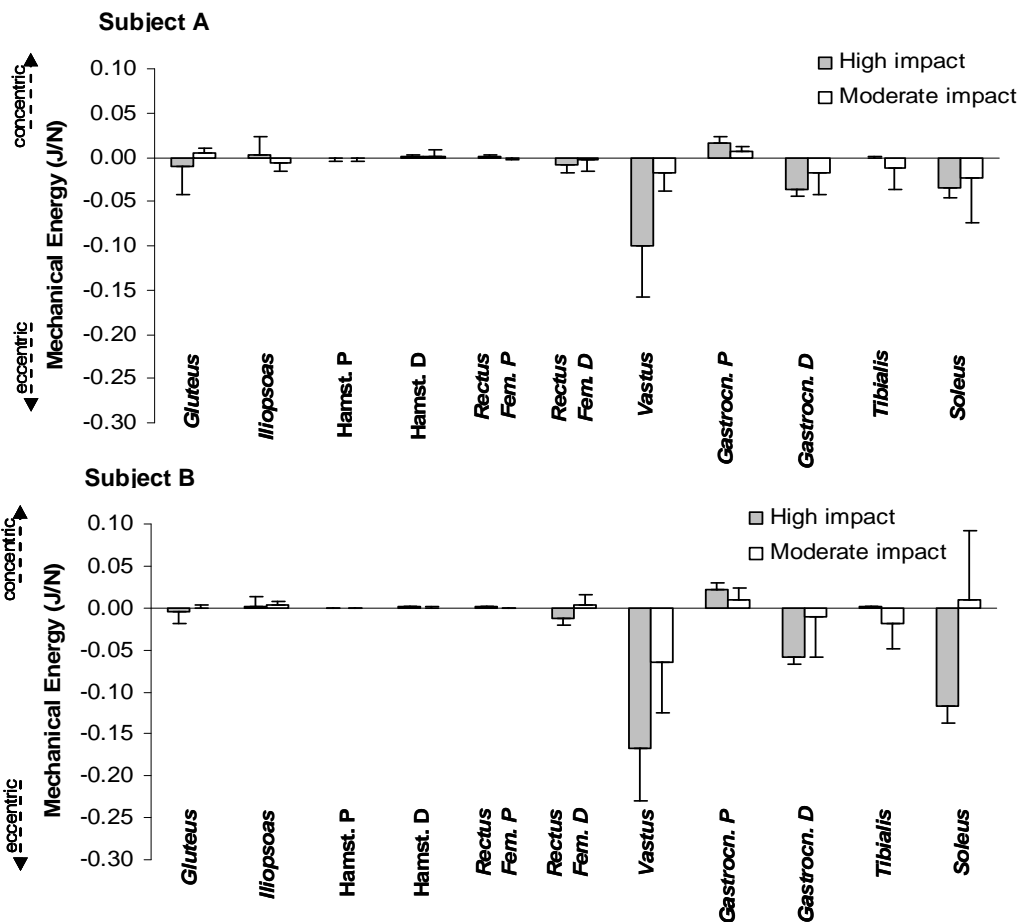 Subject A
concentric
eccentric
Mechanical Energy (J/N)
0.10
0.05
0.00
-0.05
-0.10
-0.15
-0.20
-0.25
-0.30
High impact
Moderate impact
Gluteus
Iliopsoas
Hamst. P
Hamst. D
Rectus
Fem. P
Rectus
Fem. D
Vastus
Gastrocn. P
Gastrocn. D
Tibialis
Soleus
Subject B
concentric
eccentric
Mechanical Energy (J/N)
0.10
0.05
0.00
-0.05
-0.10
-0.15
-0.20
-0.25
-0.30
High impact
Moderate impact
Gluteus
Iliopsoas
Hamst. P
Hamst. D
Rectus
Fem. P
Rectus
Fem. D
Vastus
Gastrocn. P
Gastrocn. D
Tibialis
Soleus